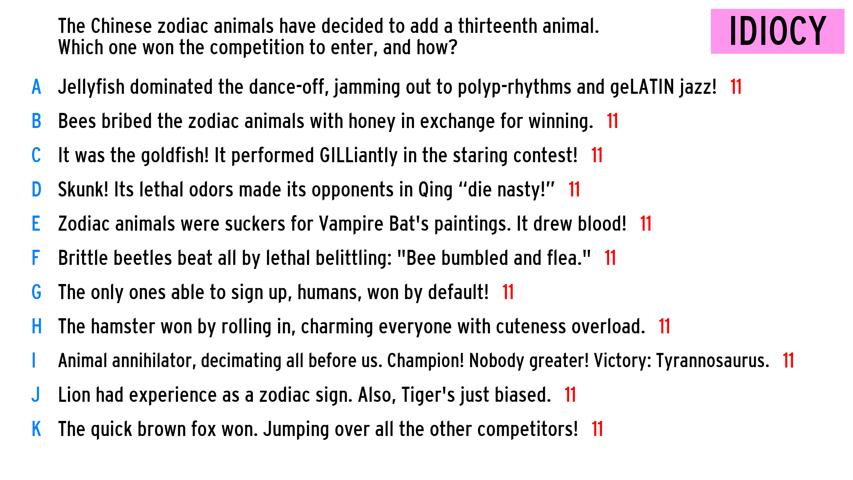 The Chinese zodiac animals have decided to add a thirteenth animal.
Which one won the competition to enter, and how?
IDIOCY
A Jellyfish dominated the dance-off, jamming out to polyp-rhythms and geLATIN jazz! 11
B Bees bribed the zodiac animals with honey in exchange for winning. 11
C It was the goldfish! It performed GILLiantly in the staring contest! 11
D Skunk! Its lethal odors made its opponents in Qing “die nasty!” 11
E Zodiac animals were suckers for Vampire Bat's paintings. It drew blood! 11
F Brittle beetles beat all by lethal belittling: "Bee bumbled and flea." 11
G The only ones able to sign up, humans, won by default! 11
H The hamster won by rolling in, charming everyone with cuteness overload. 11
I Animal annihilator, decimating all before us. Champion! Nobody greater! Victory: Tyrannosaurus. 11
J Lion had experience as a zodiac sign. Also, Tiger's just biased. 11
K The quick brown fox won. Jumping over all the other competitors! 11